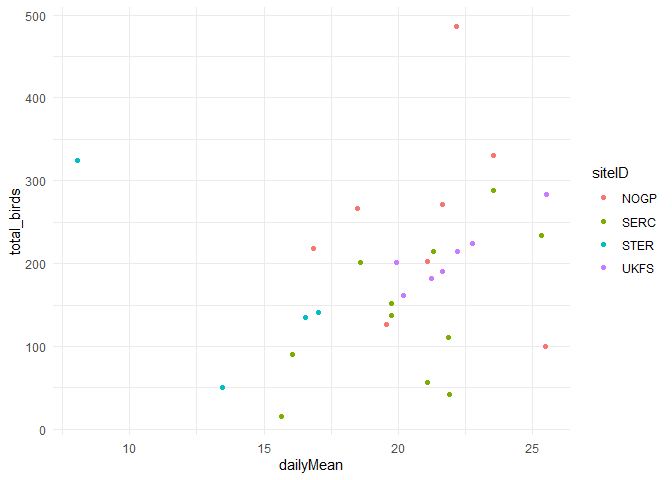 500
400
300
200
100
0
total_birds
10 15 20 25
dailyMean
siteID
NOGP
SERC
STER
UKFS